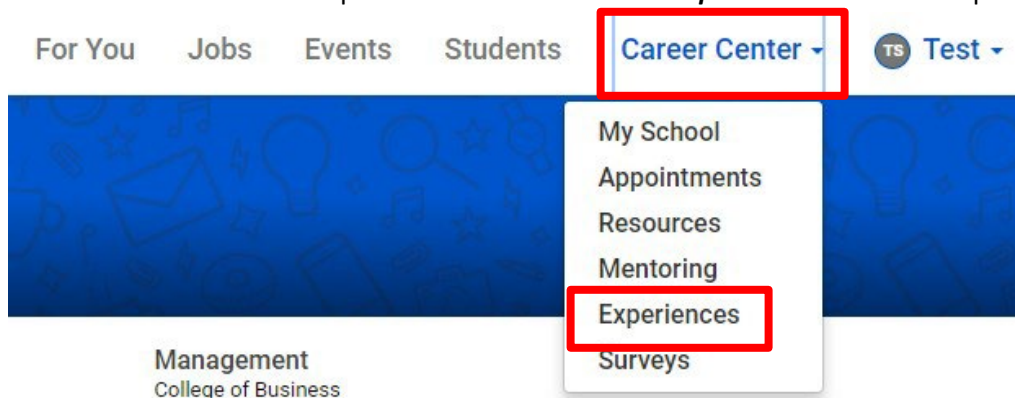 For You Jobs Events Students Career Center TS Test
My School
Appointments
Resources
Mentoring
Experiences
Surveys
Management
College of Business